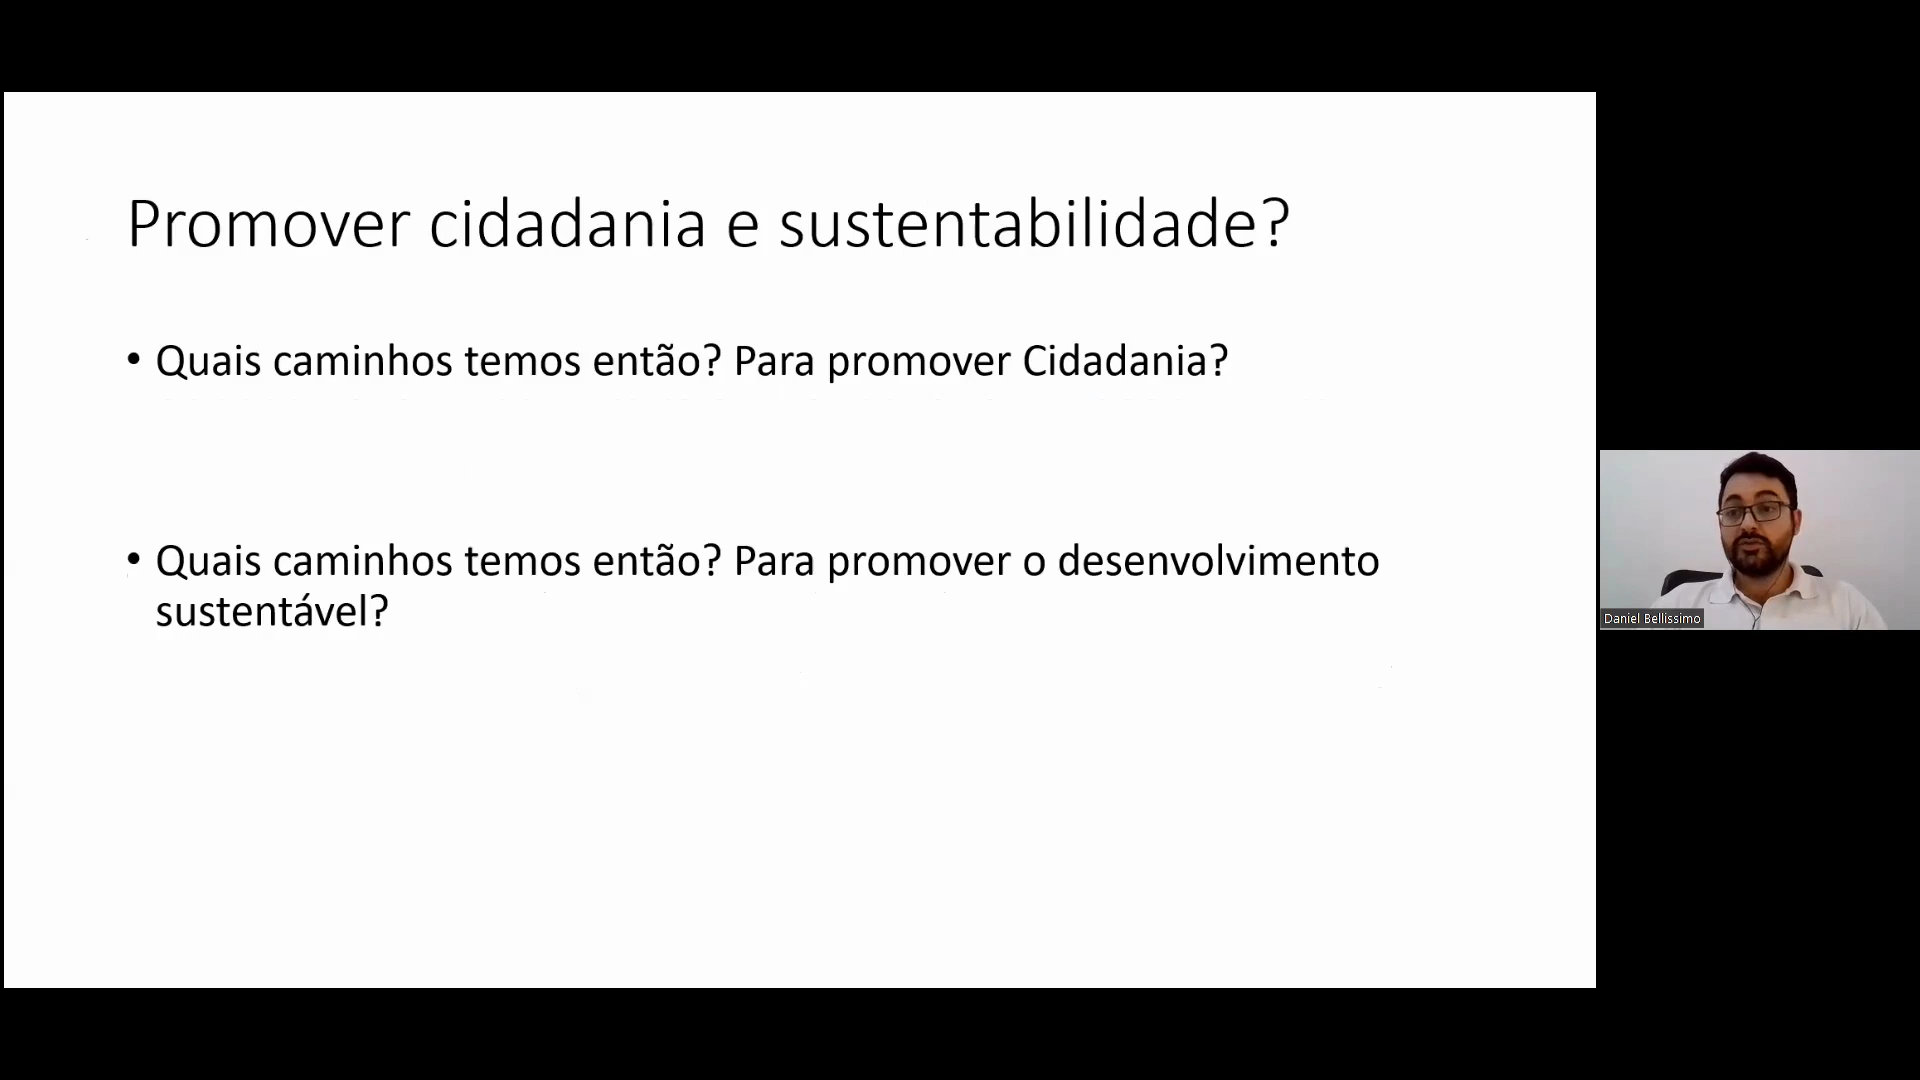 Promover cidadania e sustentabilidade?
• Quais caminhos temos então? Para promover Cidadania?
• Quais caminhos temos então? Para promover o desenvolvimento
sustentável?
Daniel Bellissimo